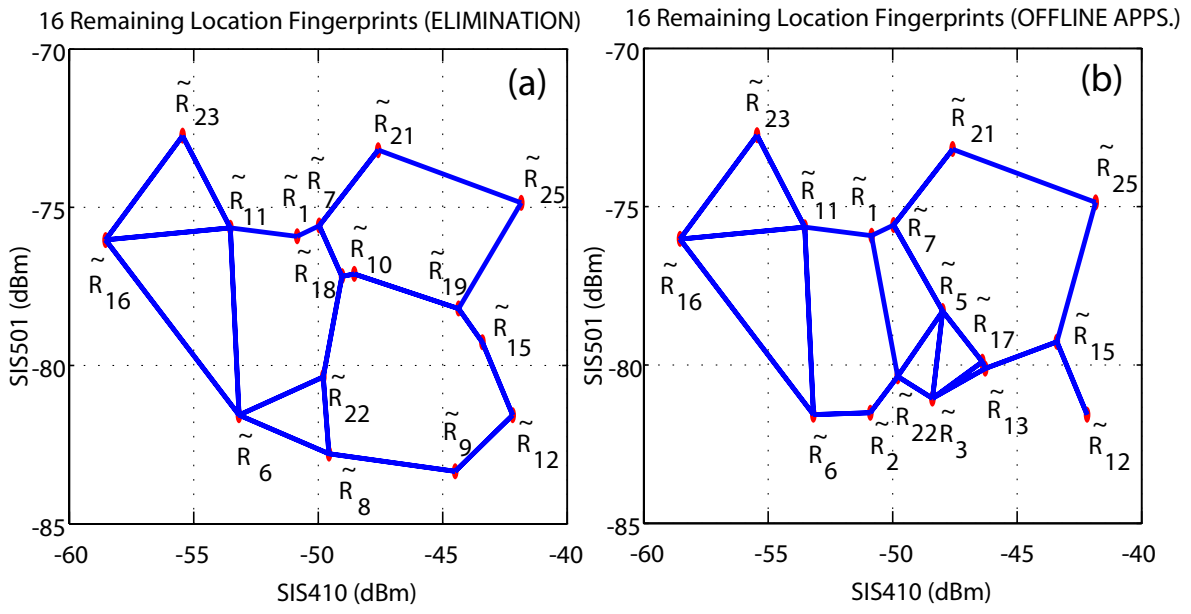 16 Remaining Location Fingerprints (ELIMINATION)
16 Remaining Location Fingerprints (OFFLINE APPS.)
(a)
-70
-75
-80
-85
-60
-55
-50
-45
-40
SIS501 (dBm)
SIS410 (dBm)
R̃23
R̃21
R̃25
R̃11
R̃1
R̃7
R̃16
R̃18
R̃10
R̃19
R̃15
R̃22
R̃6
R̃8
R̃9
R̃12
(b)
-70
-75
-80
-85
-60
-55
-50
-45
-40
SIS501 (dBm)
SIS410 (dBm)
R̃23
R̃21
R̃25
R̃11
R̃1
R̃7
R̃16
R̃5
R̃17
R̃15
R̃6
R̃2
R̃22
R̃3
R̃13
R̃12